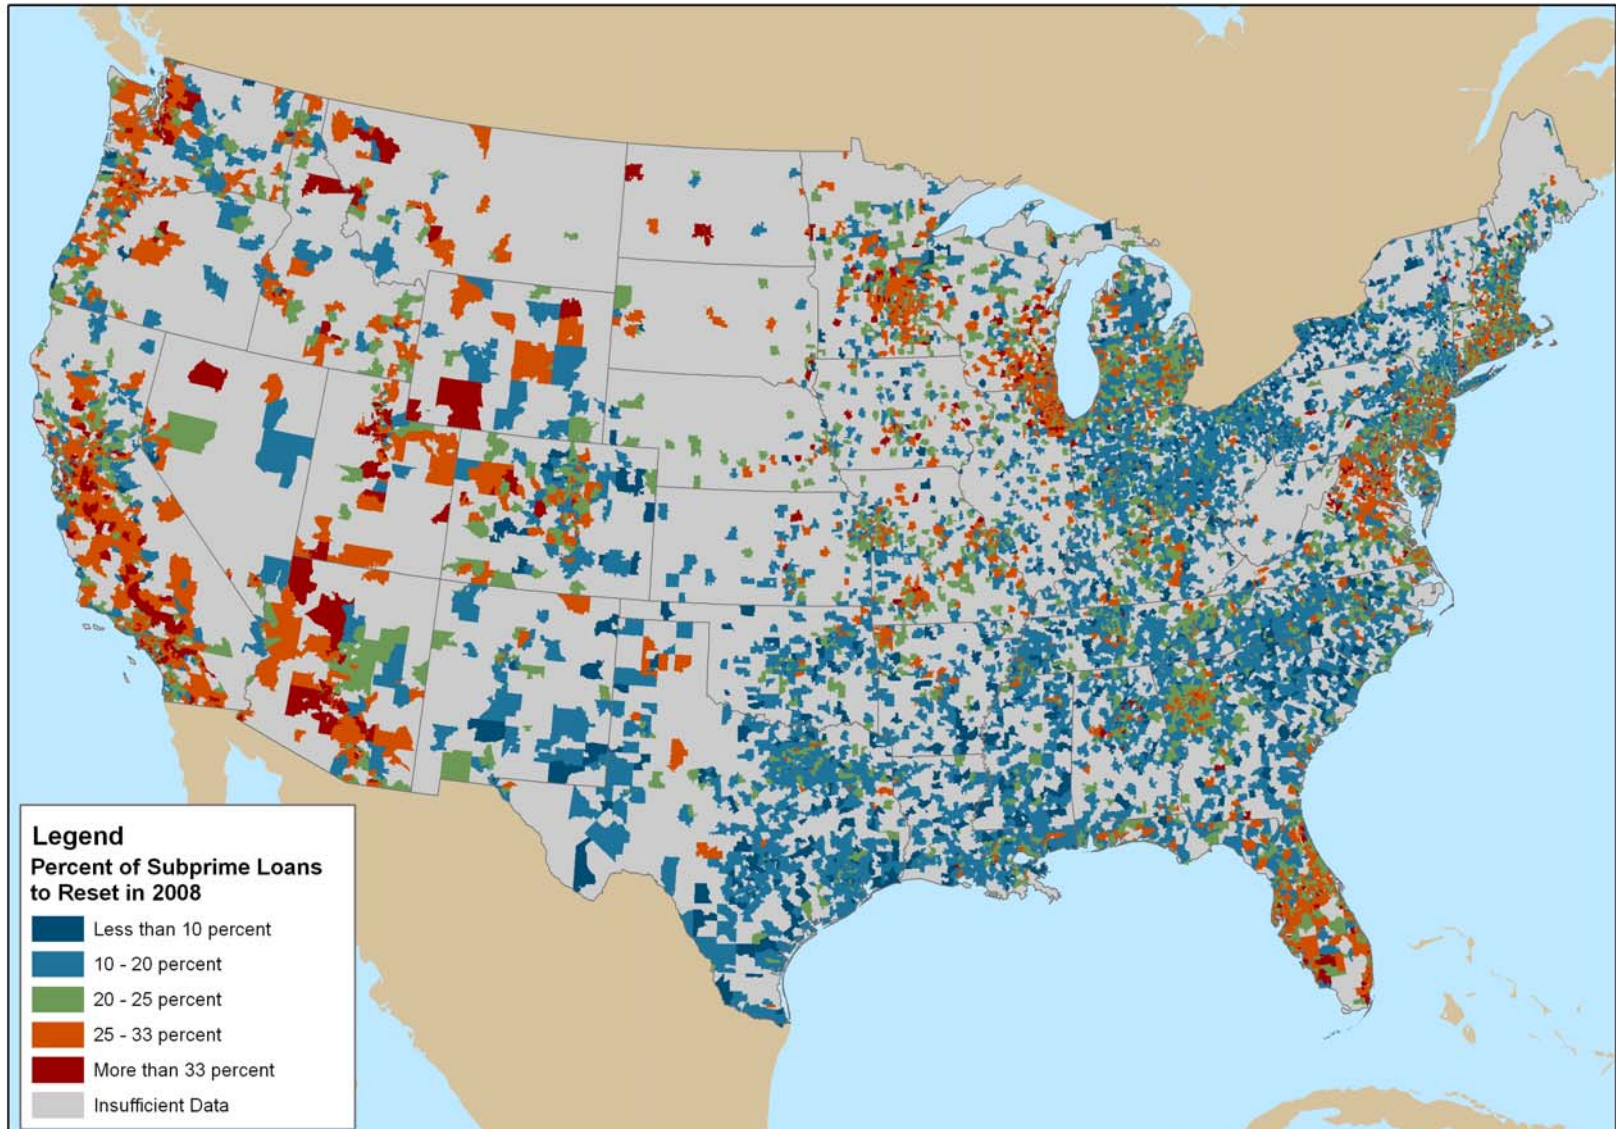 Legend
Percent of Subprime Loans
to Reset in 2008
Less than 10 percent
10 - 20 percent
20 - 25 percent
25 - 33 percent
More than 33 percent
Insufficient Data